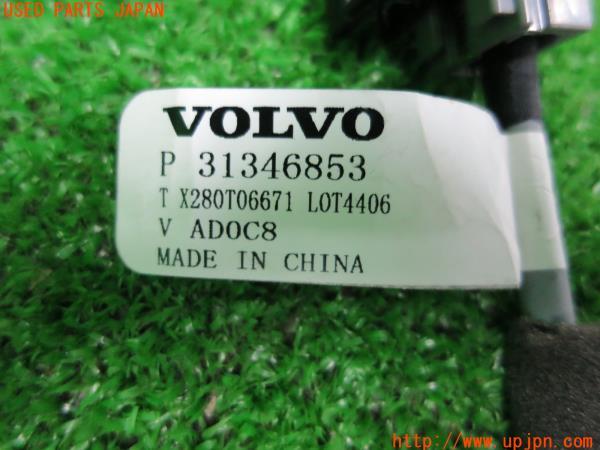 USED PARTS JAPAN
VOLVO
P 31346853
T X280T06671 LOT4406
V AD0C8
MADE IN CHINA
http://www.upjpn.com